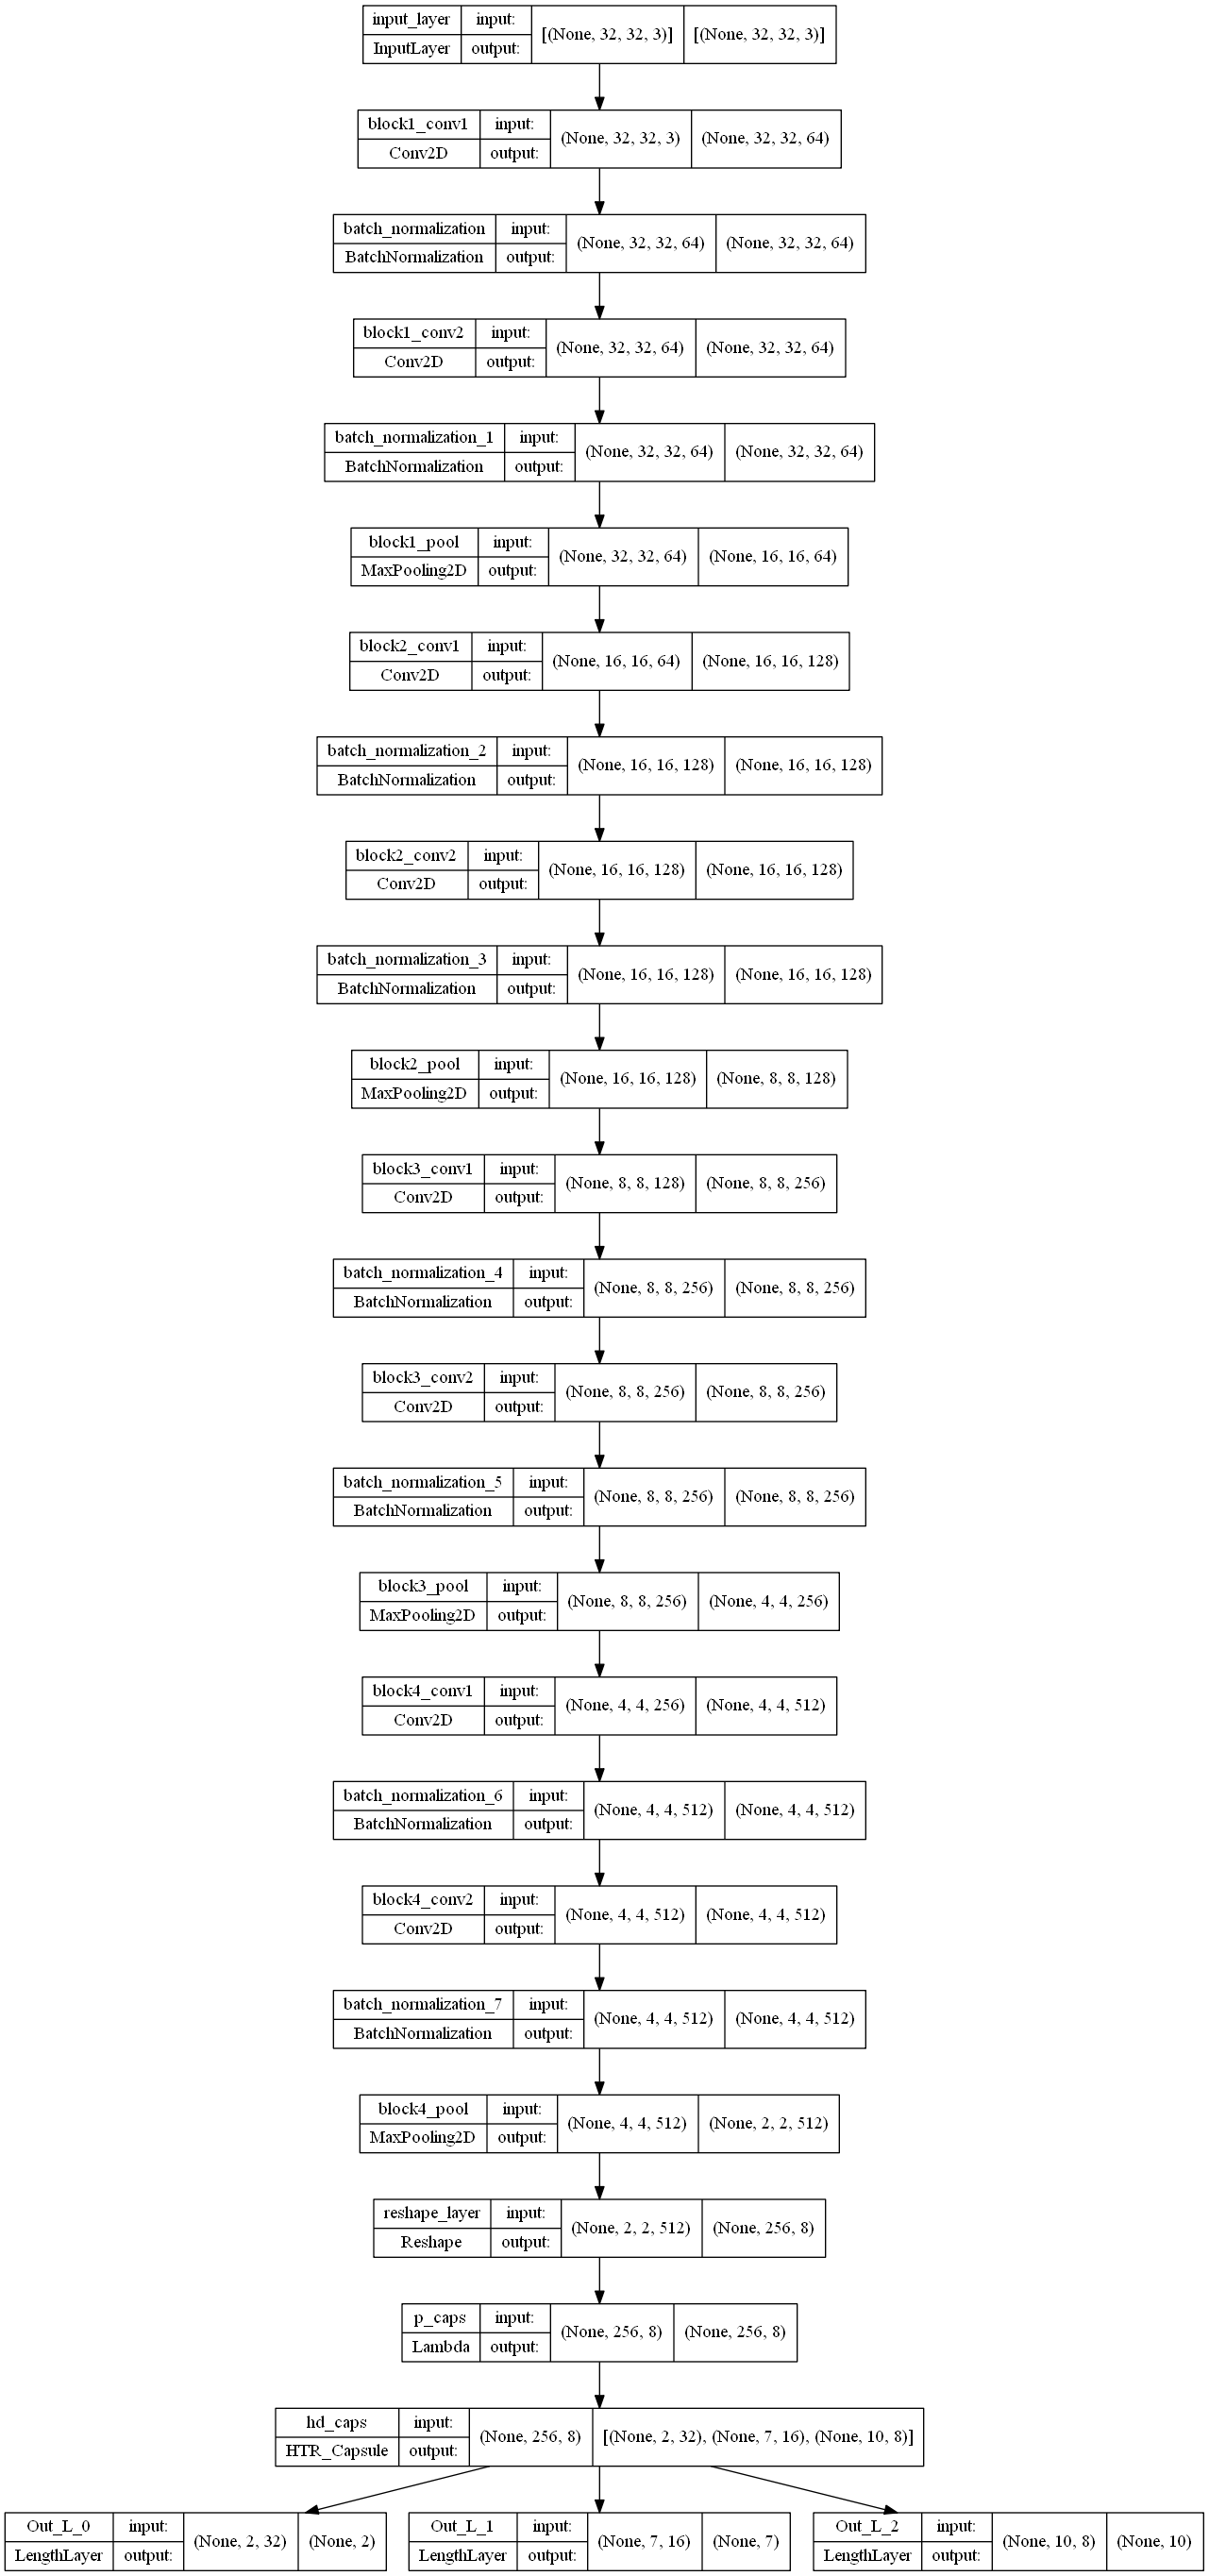 input_layer input: [(None, 32, 32, 3)] [(None, 32, 32, 3)]
InputLayer output:
block1_conv1 input: (None, 32, 32, 3) (None, 32, 32, 64)
Conv2D output:
batch_normalization input: (None, 32, 32, 64) (None, 32, 32, 64)
BatchNormalization output:
block1_conv2 input: (None, 32, 32, 64) (None, 32, 32, 64)
Conv2D output:
batch_normalization_1 input: (None, 32, 32, 64) (None, 32, 32, 64)
BatchNormalization output:
block1_pool input: (None, 32, 32, 64) (None, 16, 16, 64)
MaxPooling2D output:
block2_conv1 input: (None, 16, 16, 64) (None, 16, 16, 128)
Conv2D output:
batch_normalization_2 input: (None, 16, 16, 128) (None, 16, 16, 128)
BatchNormalization output:
block2_conv2 input: (None, 16, 16, 128) (None, 16, 16, 128)
Conv2D output:
batch_normalization_3 input: (None, 16, 16, 128) (None, 16, 16, 128)
BatchNormalization output:
block2_pool input: (None, 16, 16, 128) (None, 8, 8, 128)
MaxPooling2D output:
block3_conv1 input: (None, 8, 8, 128) (None, 8, 8, 256)
Conv2D output:
batch_normalization_4 input: (None, 8, 8, 256) (None, 8, 8, 256)
BatchNormalization output:
block3_conv2 input: (None, 8, 8, 256) (None, 8, 8, 256)
Conv2D output:
batch_normalization_5 input: (None, 8, 8, 256) (None, 8, 8, 256)
BatchNormalization output:
block3_pool input: (None, 8, 8, 256) (None, 4, 4, 256)
MaxPooling2D output:
block4_conv1 input: (None, 4, 4, 256) (None, 4, 4, 512)
Conv2D output:
batch_normalization_6 input: (None, 4, 4, 512) (None, 4, 4, 512)
BatchNormalization output:
block4_conv2 input: (None, 4, 4, 512) (None, 4, 4, 512)
Conv2D output:
batch_normalization_7 input: (None, 4, 4, 512) (None, 4, 4, 512)
BatchNormalization output:
block4_pool input: (None, 4, 4, 512) (None, 2, 2, 512)
MaxPooling2D output:
reshape_layer input: (None, 2, 2, 512) (None, 256, 8)
Reshape output:
p_caps input: (None, 256, 8) (None, 256, 8)
Lambda output:
hd_caps input: (None, 256, 8) [(None, 2, 32), (None, 7, 16), (None, 10, 8)]
HTR_Capsule output:
Out_L_0 input: (None, 2, 32) (None, 2)
LengthLayer output:
Out_L_1 input: (None, 7, 16) (None, 7)
LengthLayer output:
Out_L_2 input: (None, 10, 8) (None, 10)
LengthLayer output: